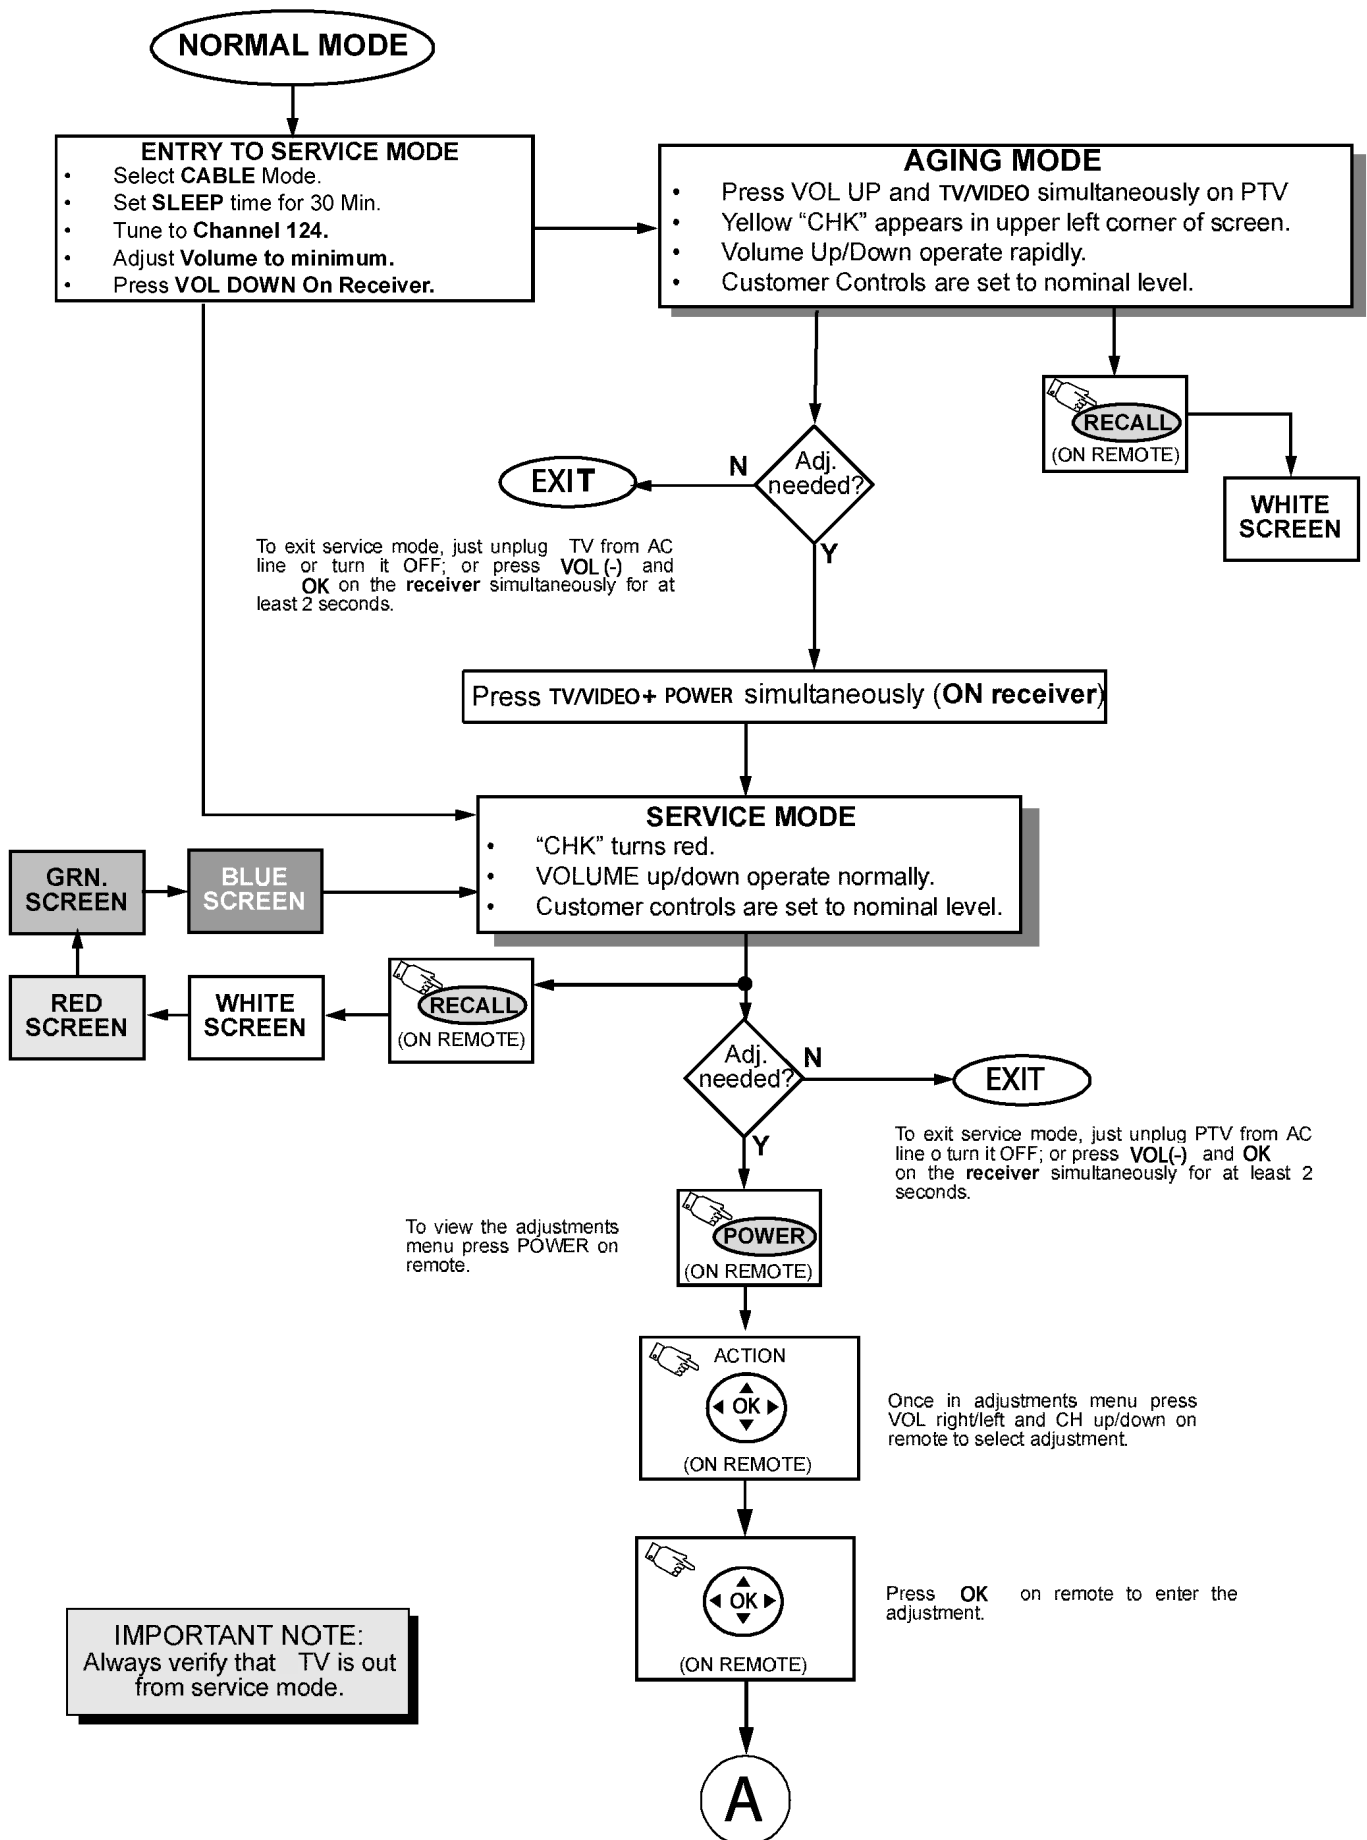 NORMAL MODE
ENTRY TO SERVICE MODE
• Select CABLE Mode.
• Set SLEEP time for 30 Min.
• Tune to Channel 124.
• Adjust Volume to minimum.
• Press VOL DOWN On Receiver.
AGING MODE
• Press VOL UP and TV/VIDEO simultaneously on PTV
• Yellow “CHK” appears in upper left corner of screen.
• Volume Up/Down operate rapidly.
• Customer Controls are set to nominal level.
RECALL
(ON REMOTE)
WHITE
SCREEN
Adj.
needed?
N
EXIT
Y
To exit service mode, just unplug TV from AC
line or turn it OFF; or press VOL (-) and
OK on the receiver simultaneously for at
least 2 seconds.
Press TV/VIDEO + POWER simultaneously (ON receiver)
SERVICE MODE
• “CHK” turns red.
• VOLUME up/down operate normally.
• Customer controls are set to nominal level.
GRN.
SCREEN
BLUE
SCREEN
RED
SCREEN
WHITE
SCREEN
RECALL
(ON REMOTE)
Adj.
needed?
N
EXIT
Y
To exit service mode, just unplug PTV from AC
line o turn it OFF; or press VOL(-) and OK
on the receiver simultaneously for at least 2
seconds.
To view the adjustments
menu press POWER on
remote.
POWER
(ON REMOTE)
ACTION
OK
(ON REMOTE)
Once in adjustments menu press
VOL right/left and CH up/down on
remote to select adjustment.
OK
(ON REMOTE)
Press OK on remote to enter the
adjustment.
IMPORTANT NOTE:
Always verify that TV is out
from service mode.
A